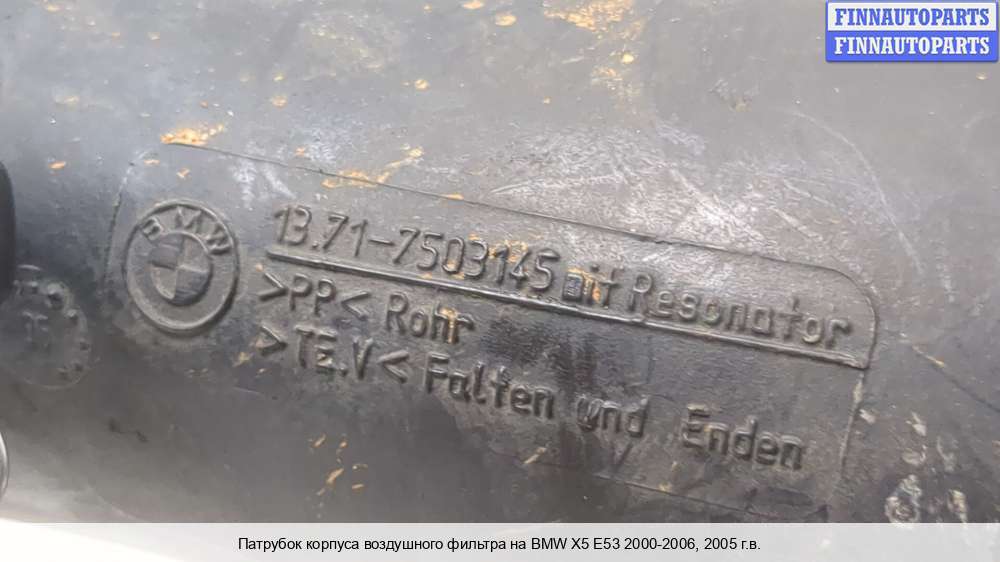 FINNAUTOPARTS
FINNAUTOPARTS
BMW
13.71-7503145 mit Resonator
>PP< Rohr
>TE.V< Falten und Enden
Патрубок корпуса воздушного фильтра на BMW X5 E53 2000-2006, 2005 г.в.